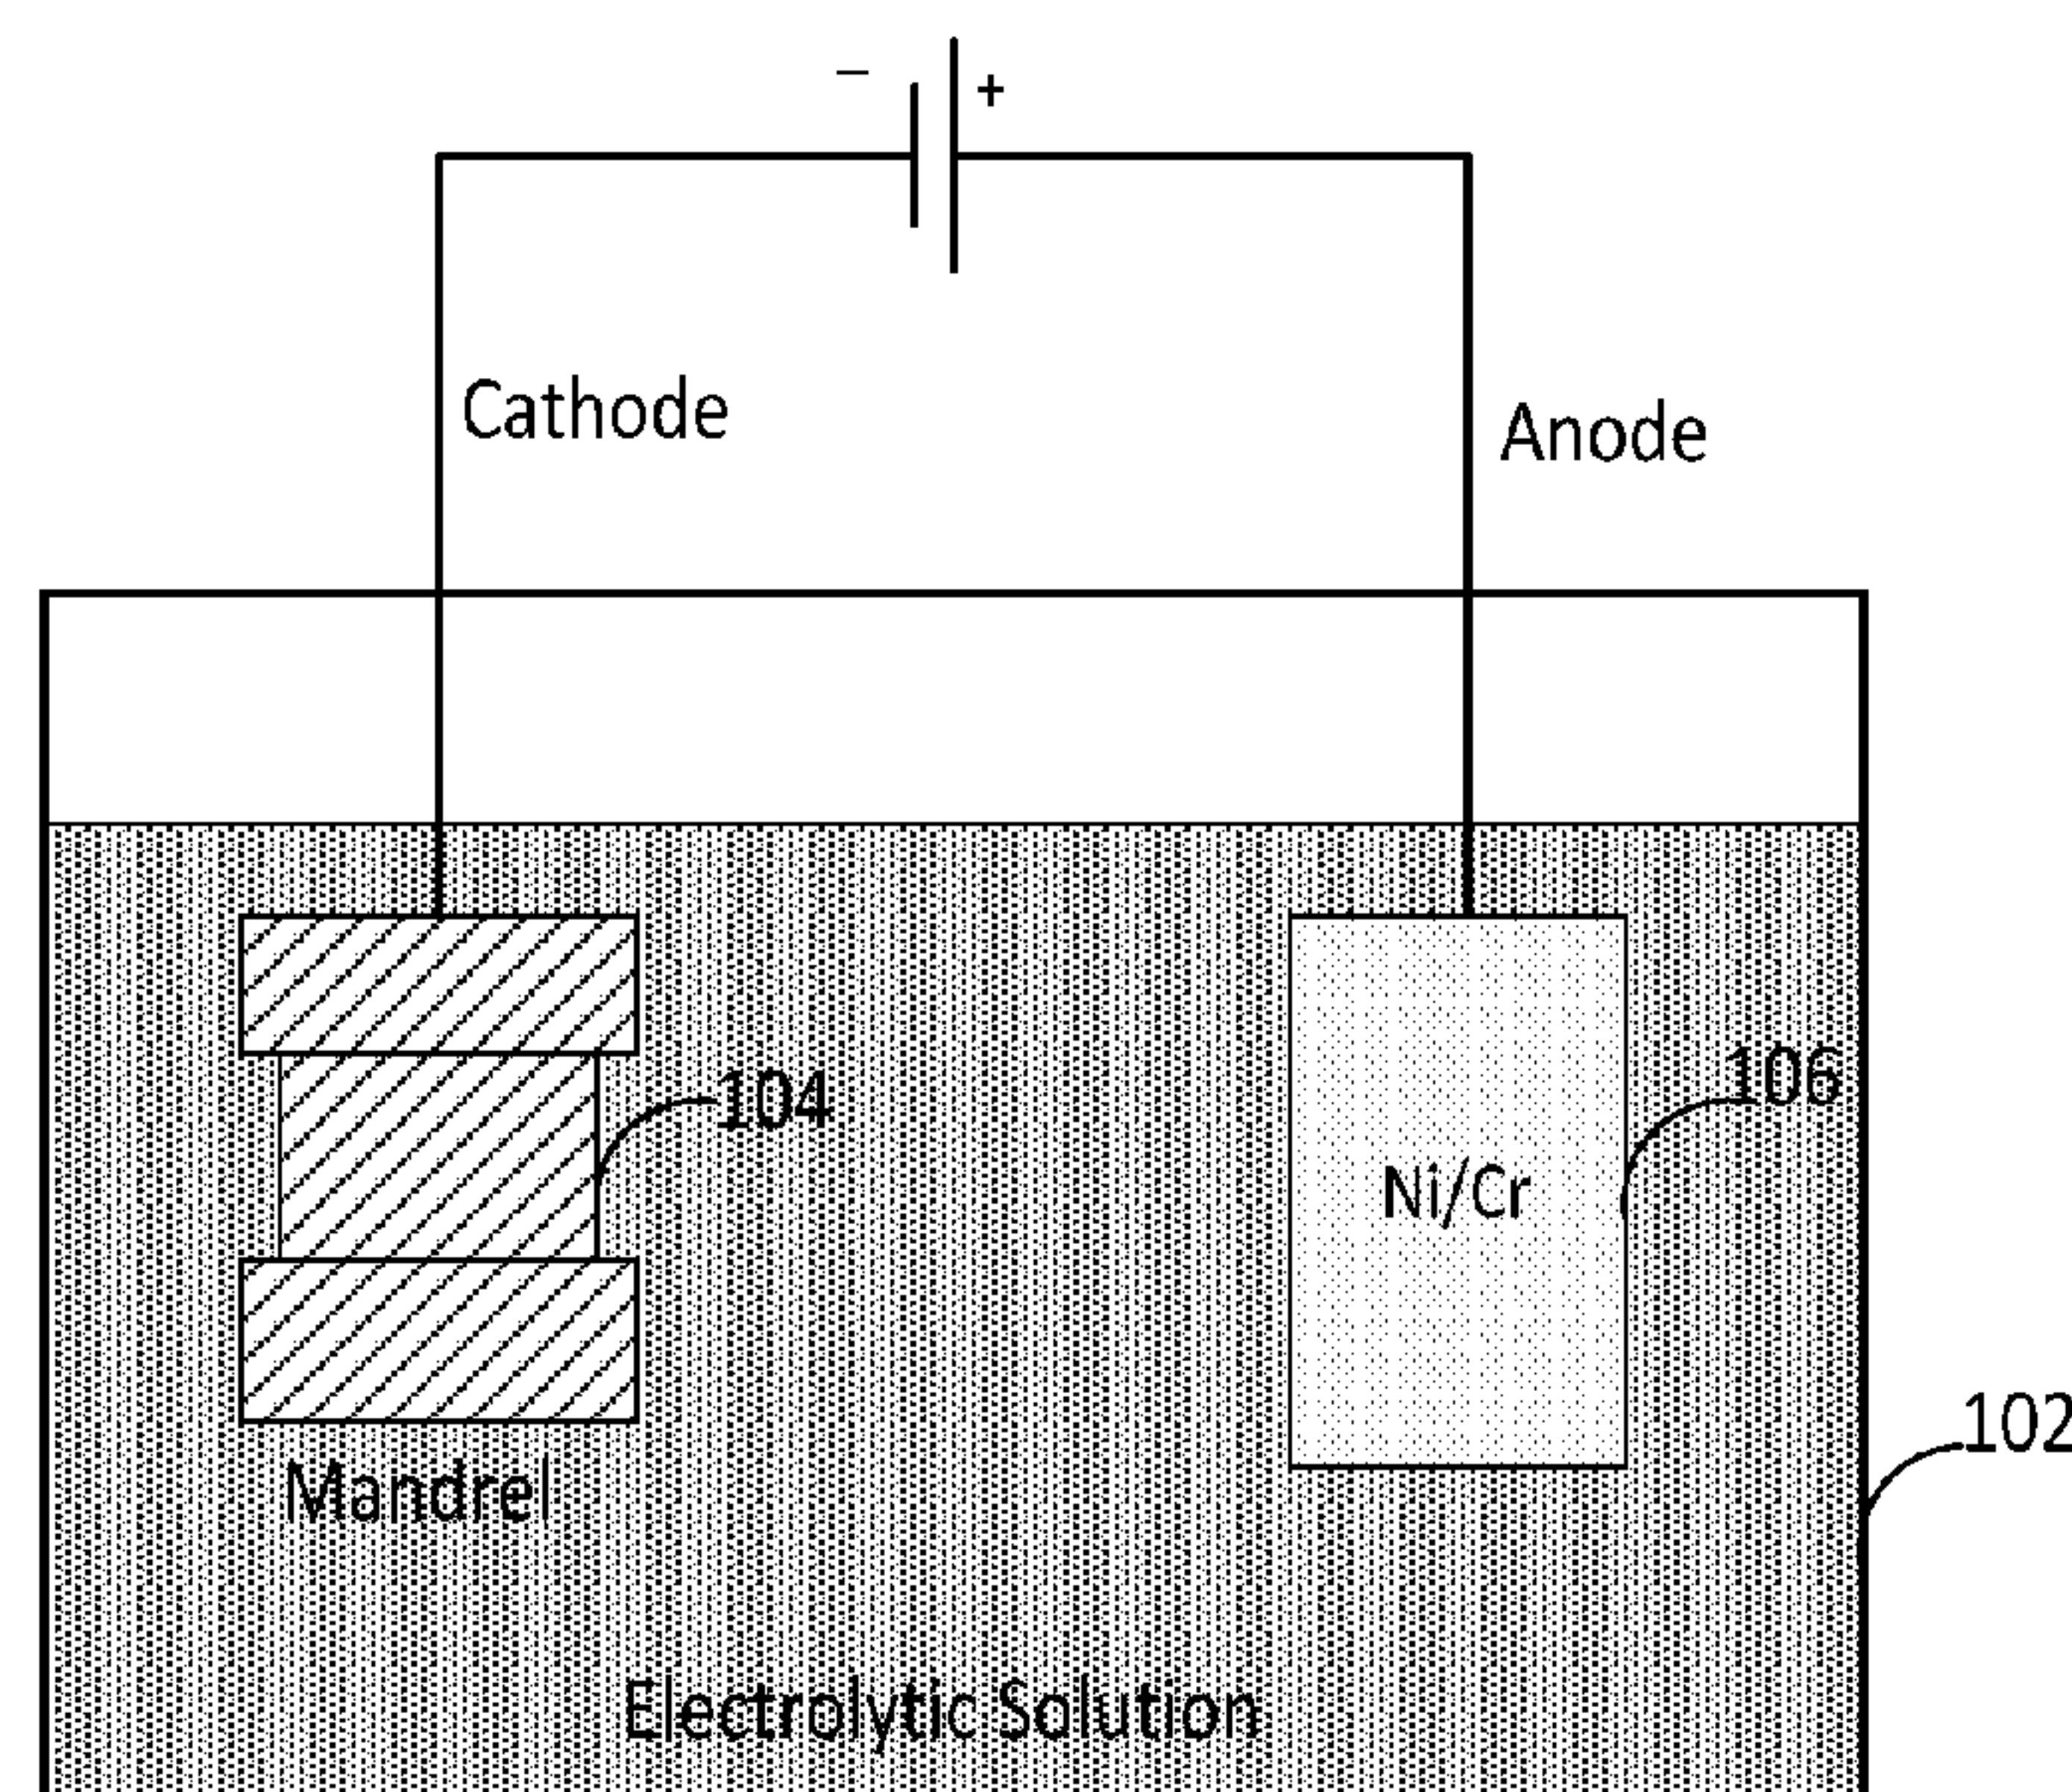 − +
Cathode
Anode
104
106
Ni/Cr
102
Mandrel
Electrolytic Solution